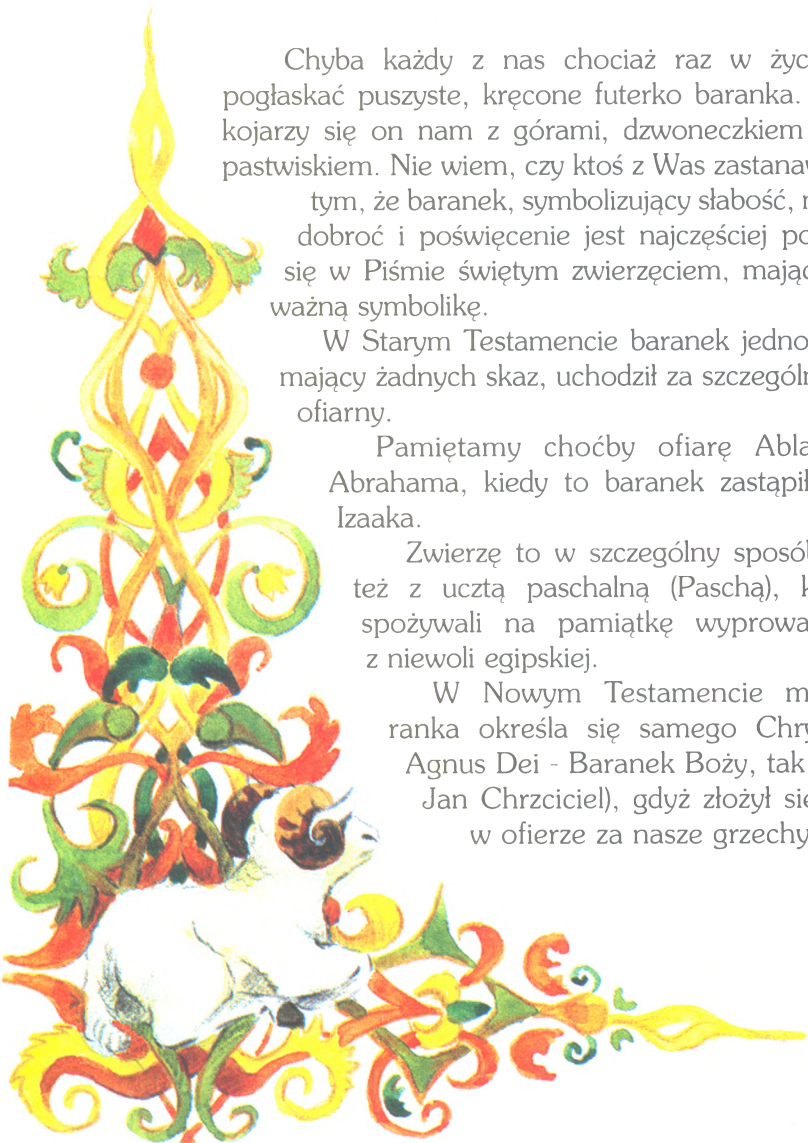 Chyba każdy z nas chociaż raz w życ
pogłaskać puszyste, kręcone futerko baranka.
kojarzy się on nam z górami, dzwoneczkiem
pastwiskiem. Nie wiem, czy ktoś z Was zastanaw
tym, że baranek, symbolizujący słabość,
dobroć i poświęcenie jest najczęściej po
się w Piśmie świętym zwierzęciem, mając
ważną symbolikę.
W Starym Testamencie baranek jedno
mający żadnych skaz, uchodził za szczególn
ofiarny.
Pamiętamy choćby ofiarę Abla
Abrahama, kiedy to baranek zastąpił
Izaaka.
Zwierzę to w szczególny sposób
też z ucztą paschalną (Paschą), k
spożywali na pamiątkę wyprowa
z niewoli egipskiej.
W Nowym Testamencie m
ranka określa się samego Chry
Agnus Dei - Baranek Boży, tak
Jan Chrzciciel), gdyż złożył się
w ofierze za nasze grzechy